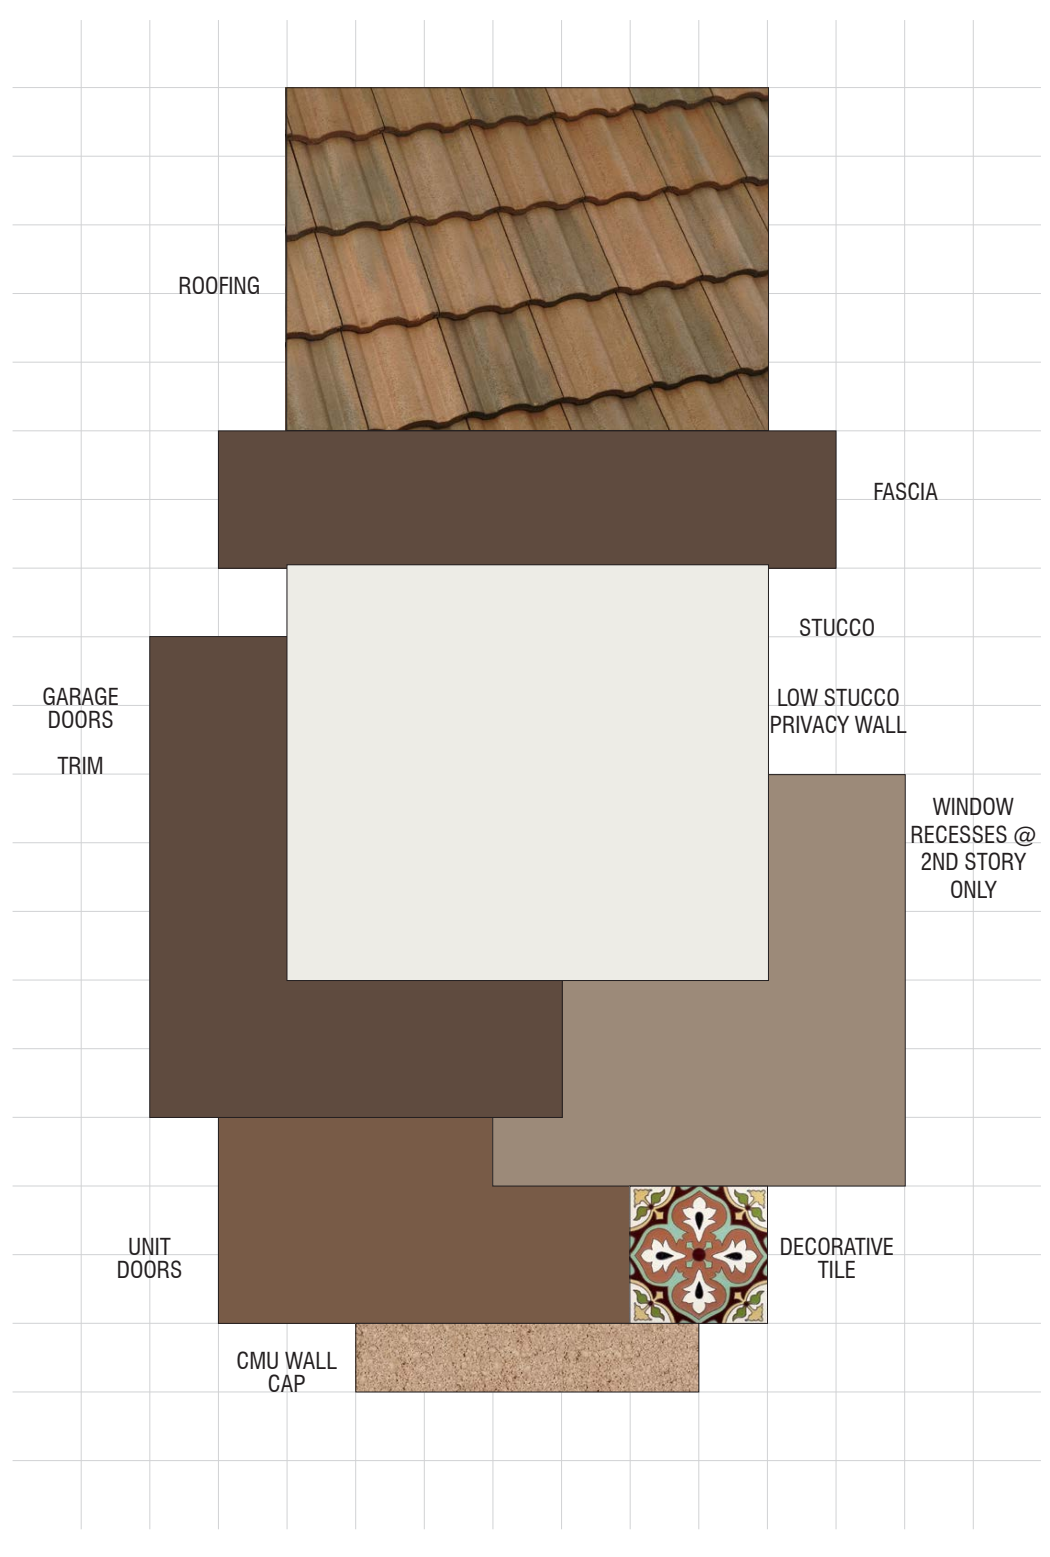 ROOFING
FASCIA
STUCCO
LOW STUCCO
PRIVACY WALL
GARAGE
DOORS
TRIM
WINDOW
RECESSES @
2ND STORY
ONLY
UNIT
DOORS
DECORATIVE
TILE
CMU WALL
CAP